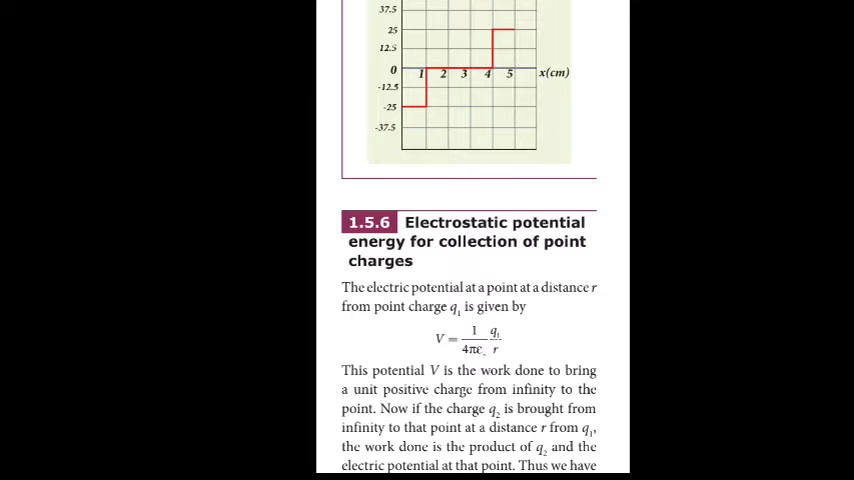 37.5
25
12.5
0 1 2 3 4 5 x(cm)
-12.5
-25
-37.5
1.5.6 Electrostatic potential
energy for collection of point
charges
The electric potential at a point at a distance r
from point charge q₁ is given by
V = 1/4πε∘ q₁/r
This potential V is the work done to bring
a unit positive charge from infinity to the
point. Now if the charge q₂ is brought from
infinity to that point at a distance r from q₁,
the work done is the product of q₂ and the
electric potential at that point. Thus we have